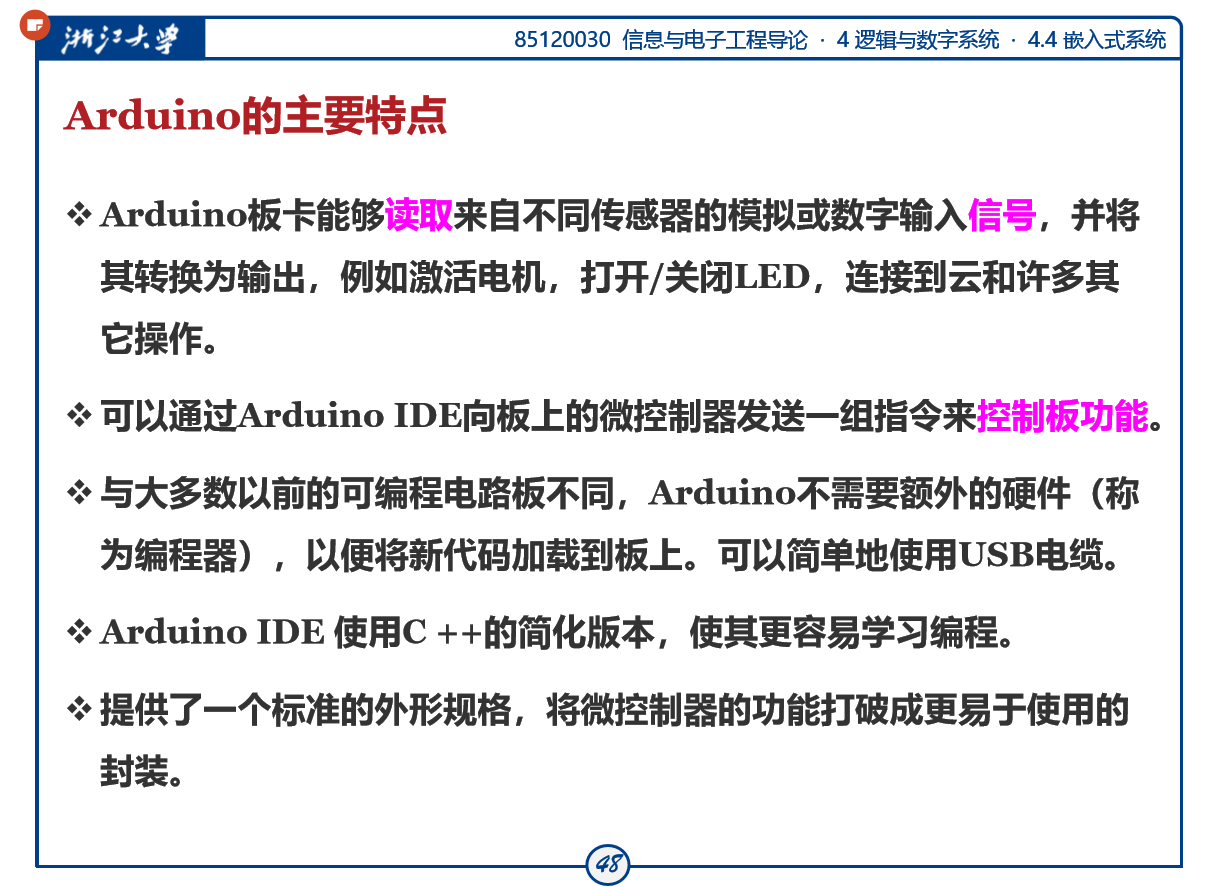 浙江大学
85120030 信息与电子工程导论 · 4 逻辑与数字系统 · 4.4 嵌入式系统
Arduino的主要特点
❖ Arduino板卡能够读取来自不同传感器的模拟或数字输入信号，并将
其转换为输出，例如激活电机，打开/关闭LED，连接到云和许多其
它操作。
❖ 可以通过Arduino IDE向板上的微控制器发送一组指令来控制板功能。
❖ 与大多数以前的可编程电路板不同，Arduino不需要额外的硬件（称
为编程器），以便将新代码加载到板上。可以简单地使用USB电缆。
❖ Arduino IDE 使用C ++的简化版本，使其更容易学习编程。
❖ 提供了一个标准的外形规格，将微控制器的功能打破成更易于使用的
封装。
48